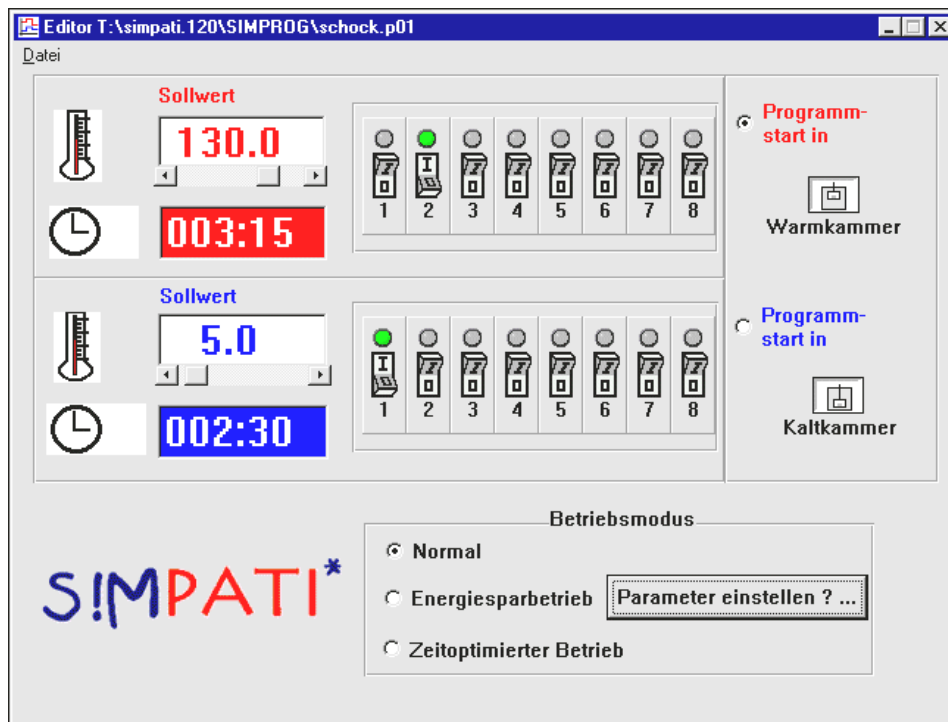 Editor T:\simpati.120\SIMPROG\schock.p01
Datei
Sollwert
130.0
003:15
1 2 3 4 5 6 7 8
Programm-
start in
Warmkammer
Sollwert
5.0
002:30
1 2 3 4 5 6 7 8
Programm-
start in
Kaltkammer
S!MPATI*
Betriebsmodus
Normal
Energiesparbetrieb
Parameter einstellen ? ...
Zeitoptimierter Betrieb